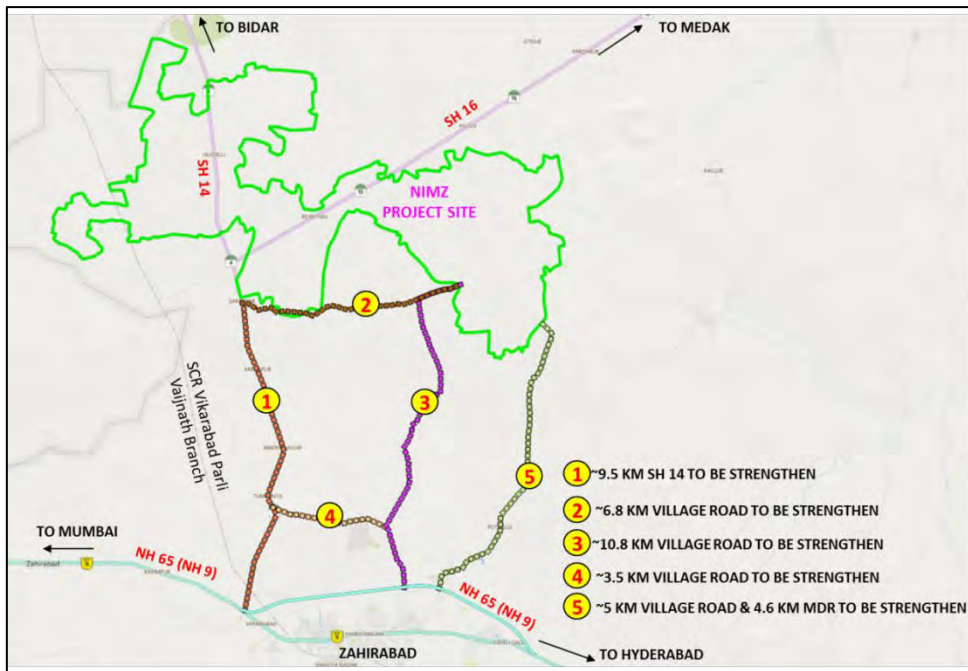 TO BIDAR
TO MEDAK
SH 16
SH 14
NIMZ
PROJECT SITE
2
SCR Vikarabad Parli
Vaijnath Branch
1
3
5
4
1 ~9.5 KM SH 14 TO BE STRENGTHEN
2 ~6.8 KM VILLAGE ROAD TO BE STRENGTHEN
3 ~10.8 KM VILLAGE ROAD TO BE STRENGTHEN
4 ~3.5 KM VILLAGE ROAD TO BE STRENGTHEN
5 ~5 KM VILLAGE ROAD & 4.6 KM MDR TO BE STRENGTHEN
TO MUMBAI
Zahirabad
NH 65 (NH 9)
NH 65 (NH 9)
ZAHIRABAD
TO HYDERABAD